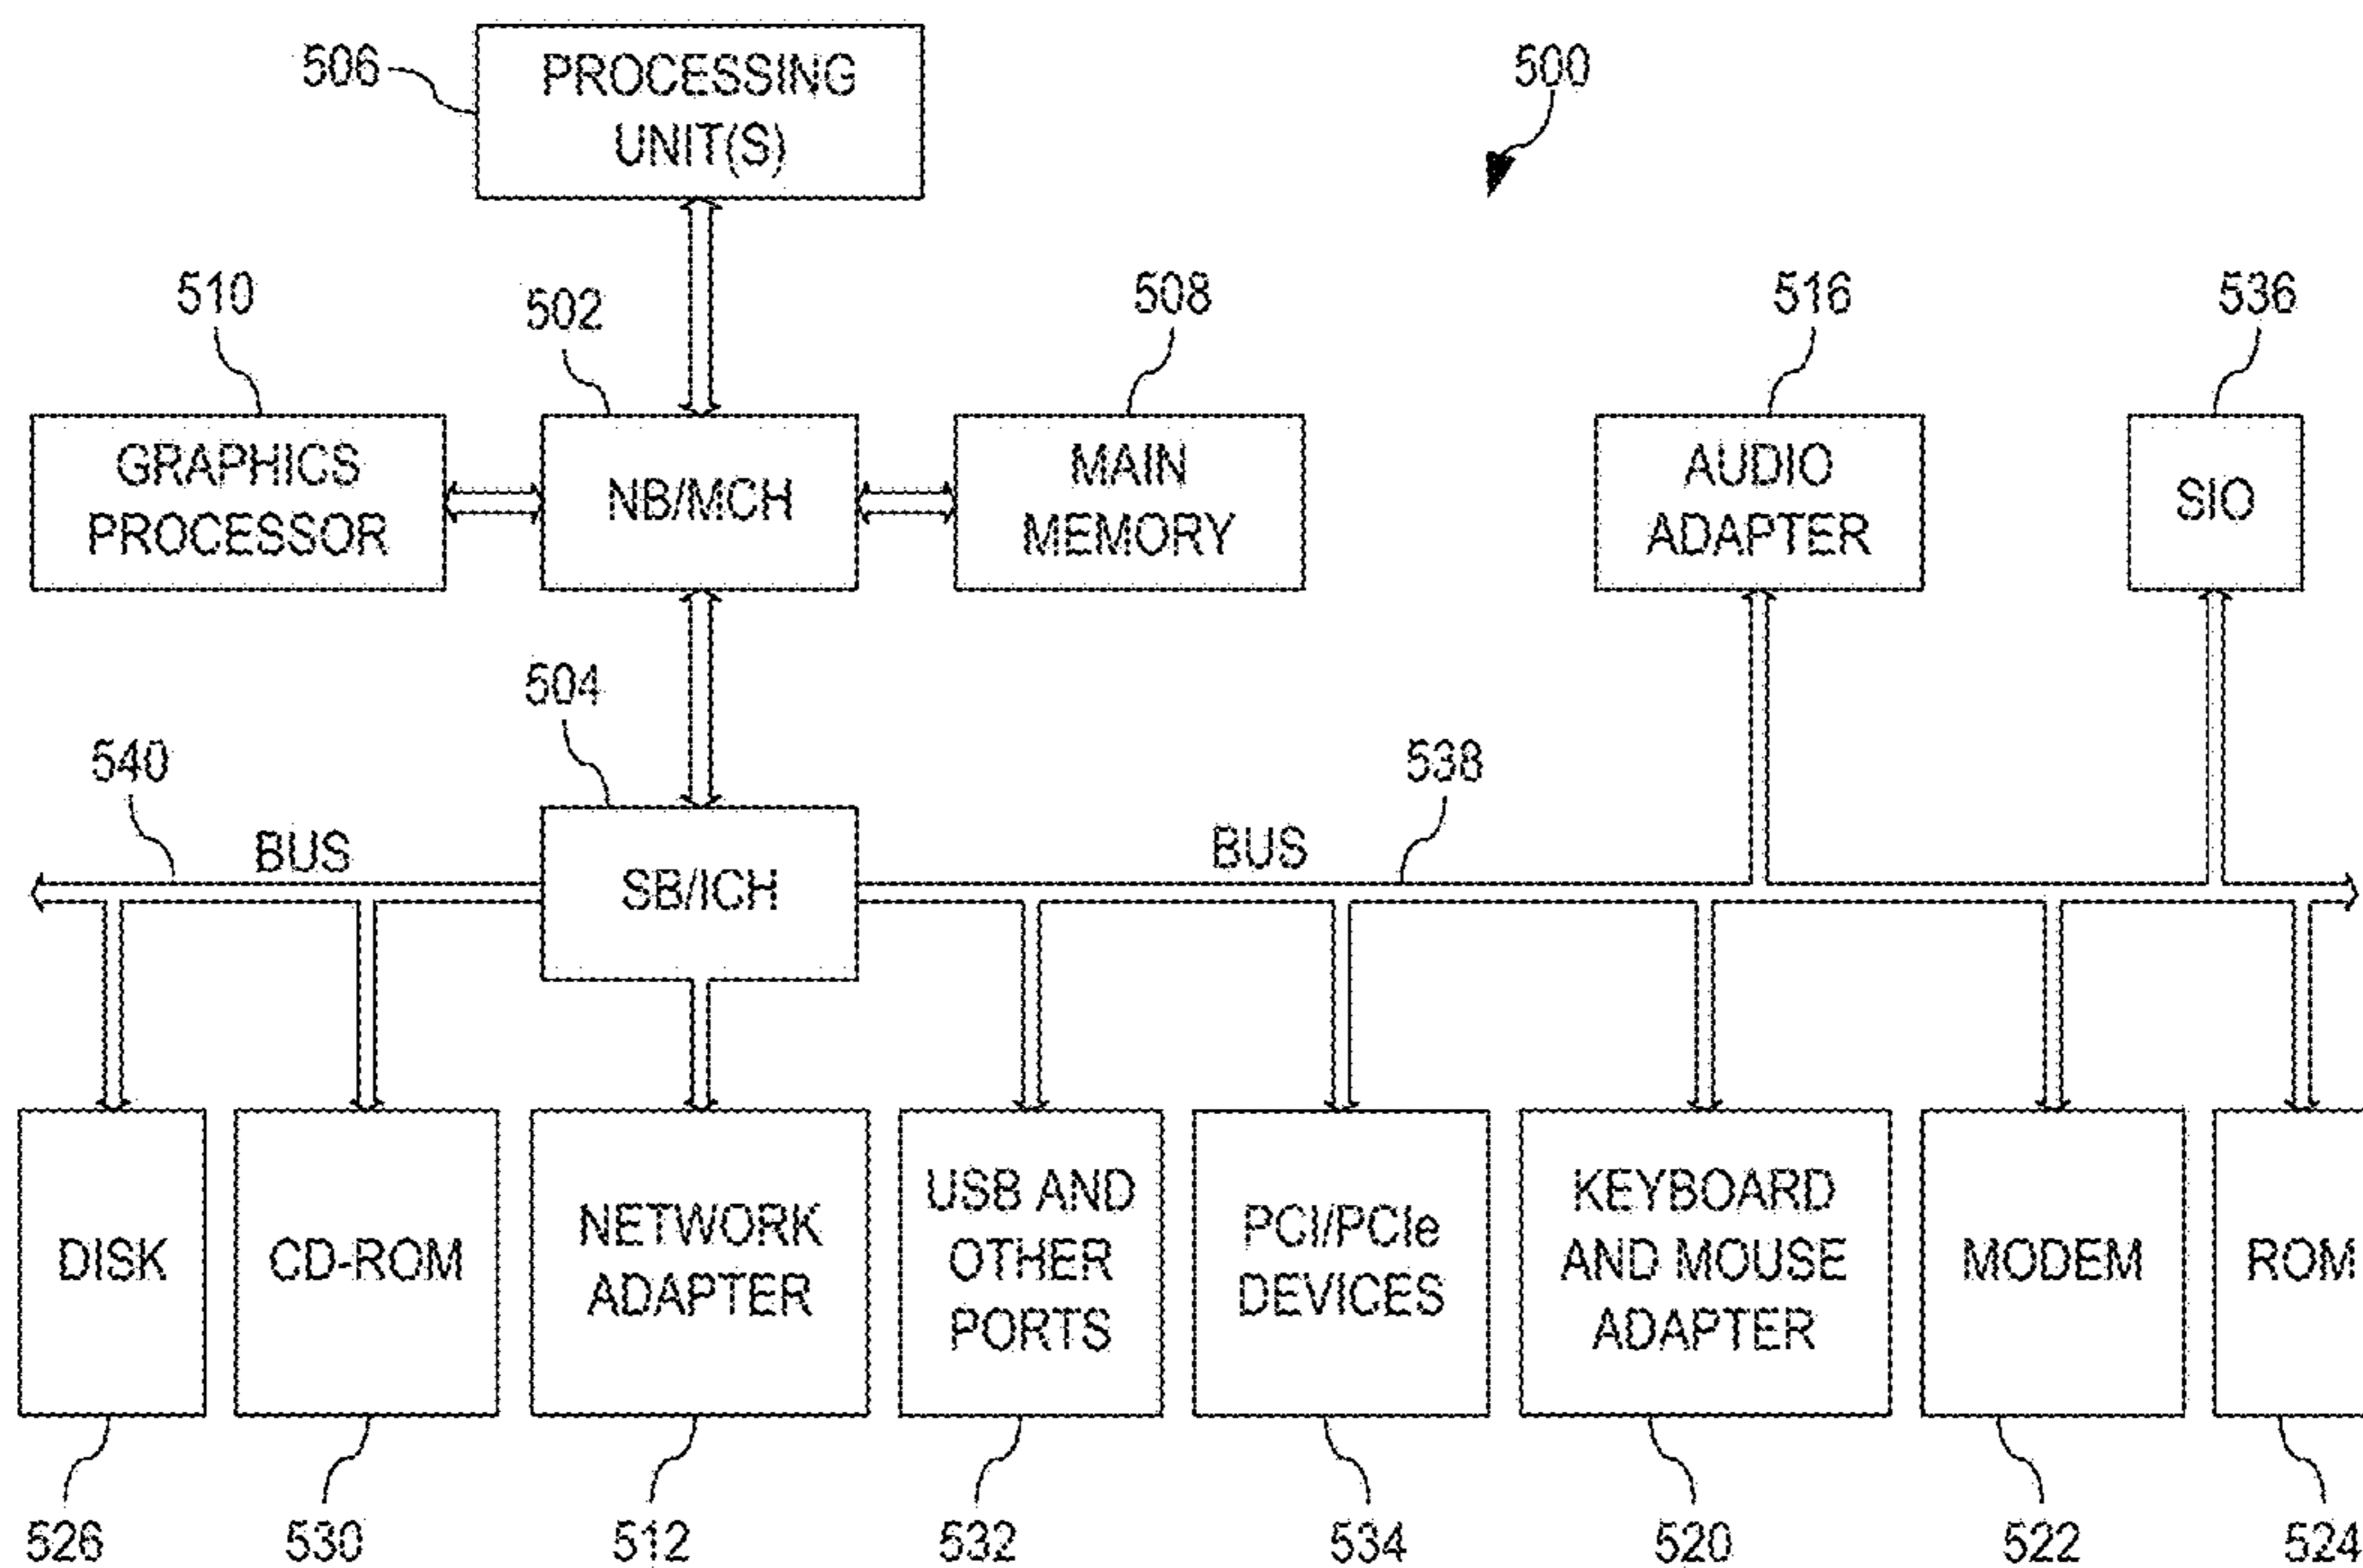 506
PROCESSING
UNIT(S)
500
510
502
508
516
536
GRAPHICS
PROCESSOR
NB/MCH
MAIN
MEMORY
AUDIO
ADAPTER
SIO
504
540
538
BUS
BUS
SB/ICH
DISK
CD-ROM
NETWORK
ADAPTER
USB AND
OTHER
PORTS
PCI/PCIe
DEVICES
KEYBOARD
AND MOUSE
ADAPTER
MODEM
ROM
526
530
512
532
534
520
522
524